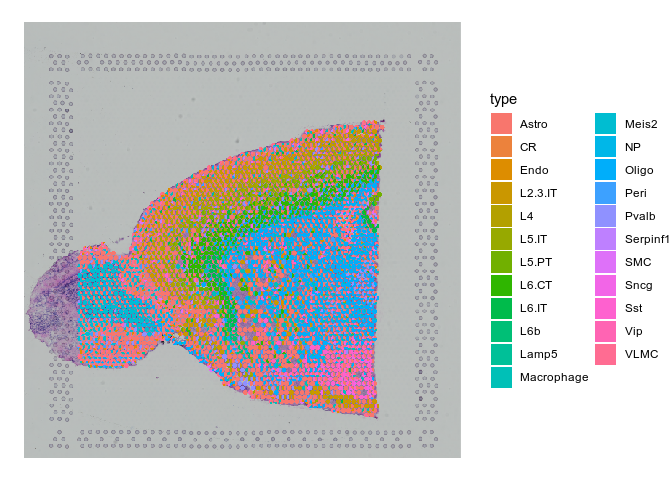 type
Astro
CR
Endo
L2.3.IT
L4
L5.IT
L5.PT
L6.CT
L6.IT
L6b
Lamp5
Macrophage
Meis2
NP
Oligo
Peri
Pvalb
Serpinf1
SMC
Sncg
Sst
Vip
VLMC